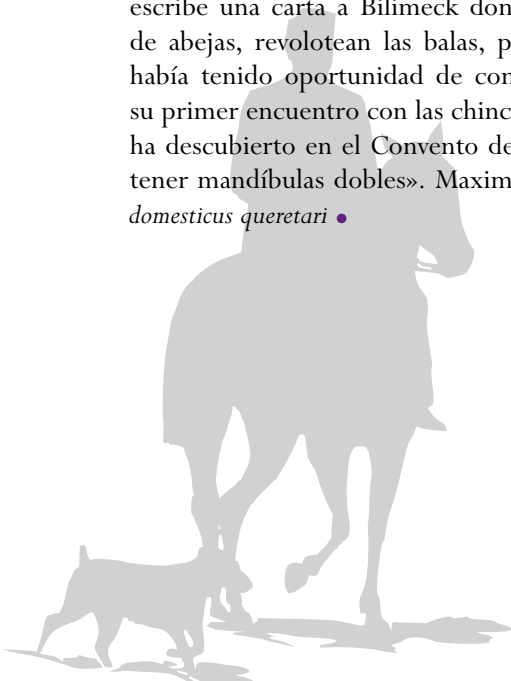 escribe una carta a Bilimeck don
de abejas, revolotean las balas, p
había tenido oportunidad de con
su primer encuentro con las chinc
ha descubierto en el Convento de
tener mandíbulas dobles». Maxim
domesticus queretari ●